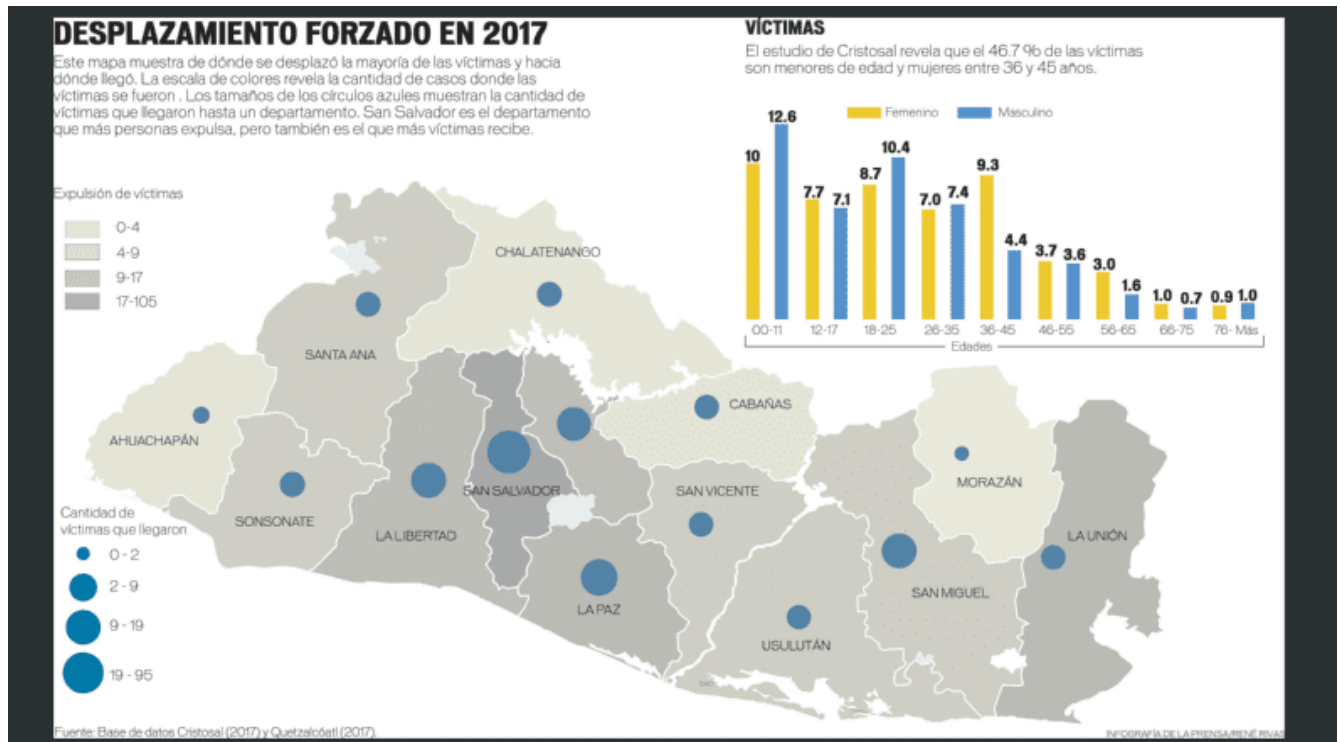 DESPLAZAMIENTO FORZADO EN 2017
Este mapa muestra de dónde se desplazó la mayoría de las víctimas y hacia
dónde llegó. La escala de colores revela la cantidad de casos donde las
víctimas se fueron . Los tamaños de los círculos azules muestran la cantidad de
víctimas que llegaron hasta un departamento. San Salvador es el departamento
que más personas expulsa, pero también es el que más víctimas recibe.
VÍCTIMAS
El estudio de Cristosal revela que el 46.7 % de las víctimas
son menores de edad y mujeres entre 36 y 45 años.
Femenino
Masculino
10
12.6
7.7
7.1
8.7
10.4
7.0
7.4
9.3
4.4
3.7
3.6
3.0
1.6
1.0
0.7
0.9
1.0
00-11
12-17
18-25
26-35
36-45
46-55
56-65
66-75
76- Más
Edades
Expulsión de víctimas
0-4
4-9
9-17
17-105
CHALATENANGO
SANTA ANA
AHUACHAPÁN
SONSONATE
LA LIBERTAD
SAN SALVADOR
CABAÑAS
SAN VICENTE
LA PAZ
USULUTÁN
SAN MIGUEL
MORAZÁN
LA UNIÓN
Cantidad de
víctimas que llegaron
0 - 2
2 - 9
9 - 19
19 - 95
Fuente: Base de datos Cristosal (2017) y Quetzalcóatl (2017).
INFOGRAFÍA DE LA PRENSA/RENÉ RIVAS